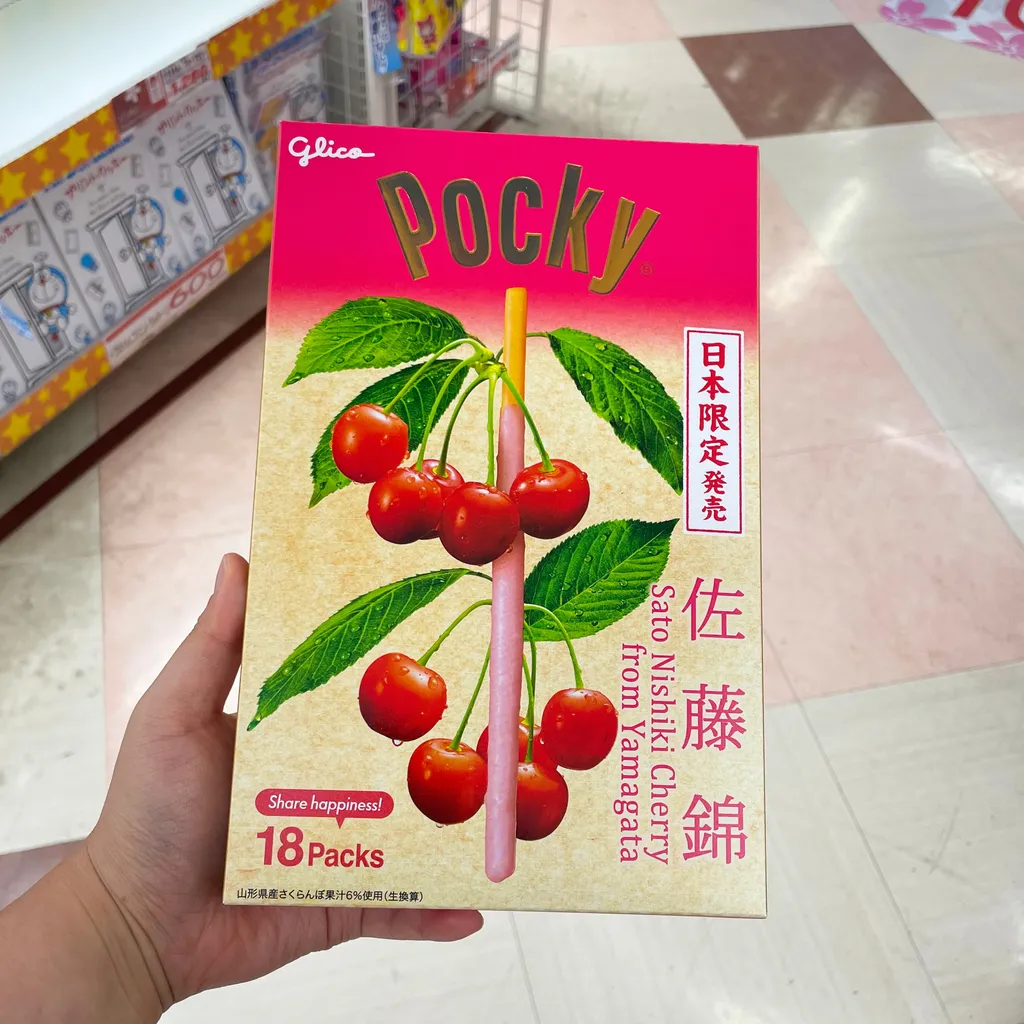 Glico
Pocky
日本限定発売
佐藤錦
Sato Nishiki Cherry
from Yamagata
Share happiness!
18 Packs
山形県産さくらんぼ果汁6%使用(生換算)
600